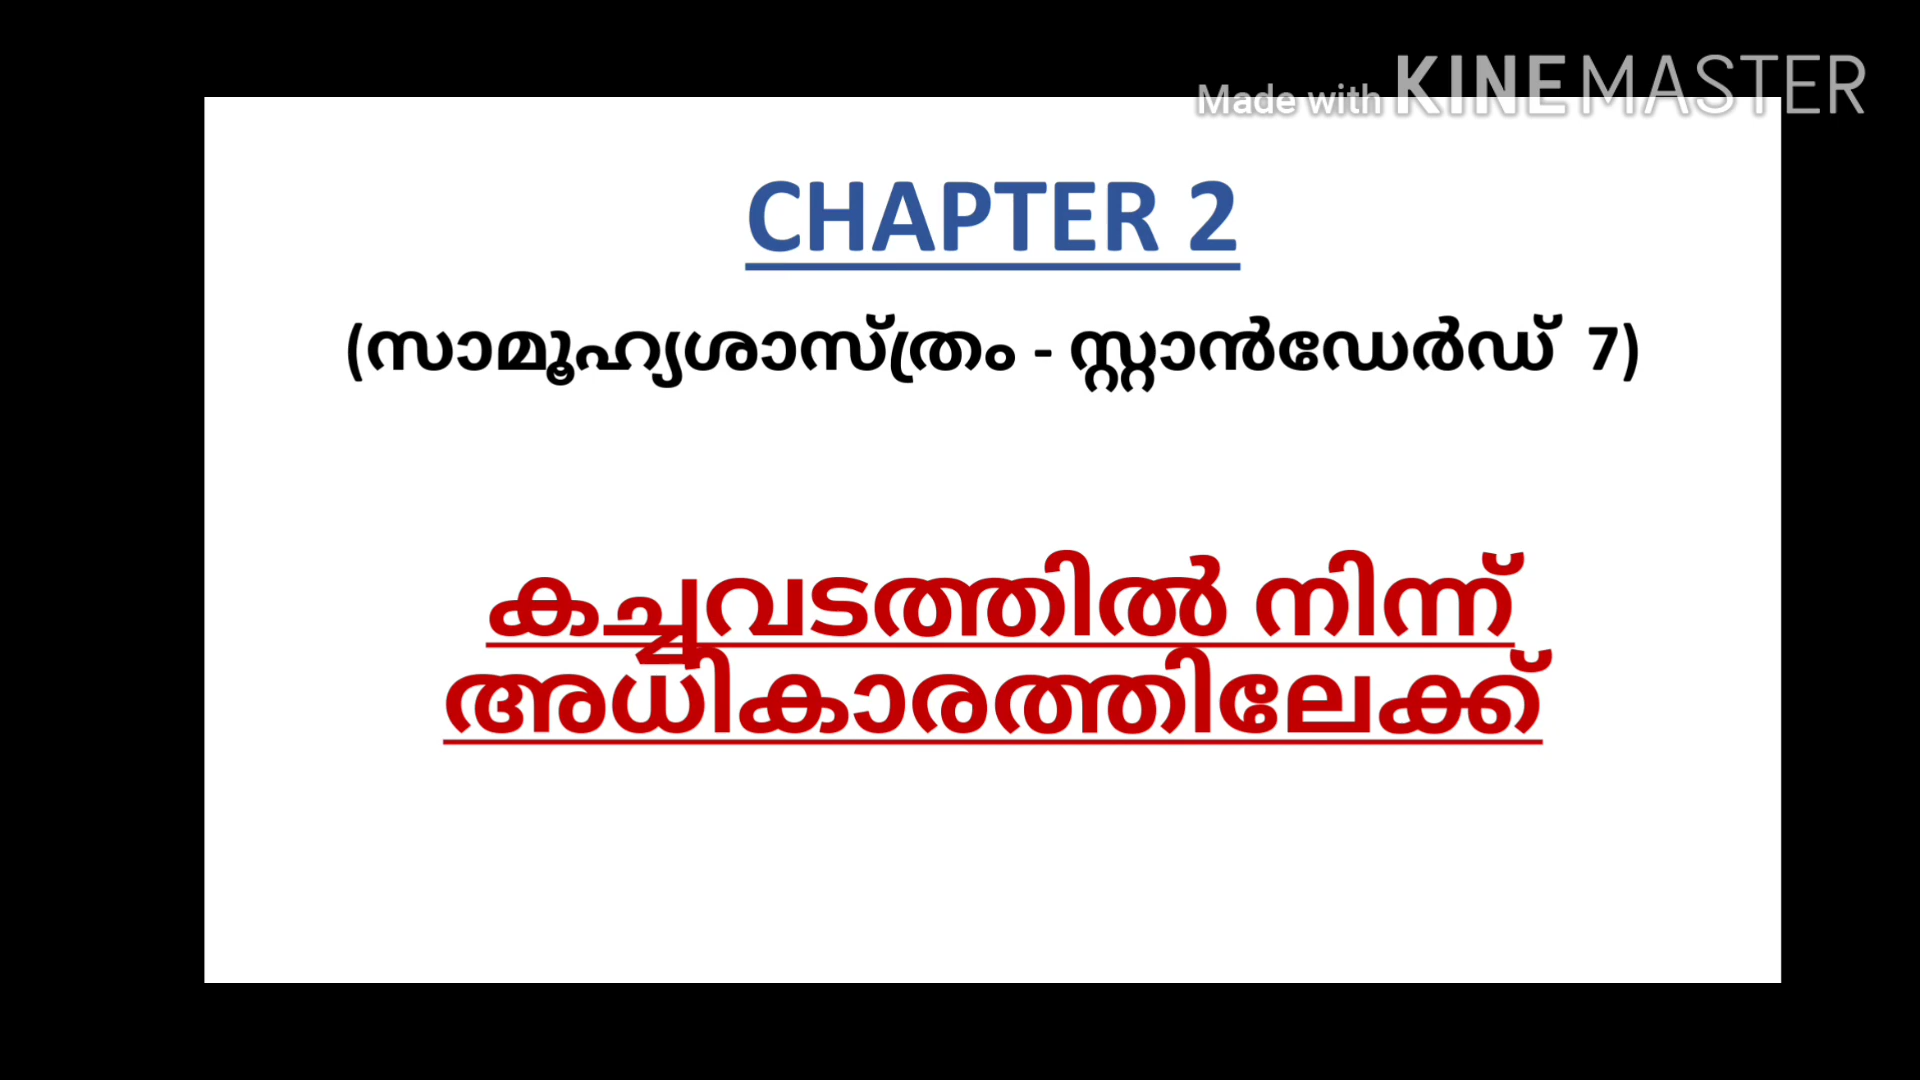 Made with KINEMASTER
CHAPTER 2
(സാമൂഹ്യശാസ്ത്രം - സ്റ്റാൻഡേർഡ് 7)
കച്ചവടത്തിൽ നിന്ന്
അധികാരത്തിലേക്ക്